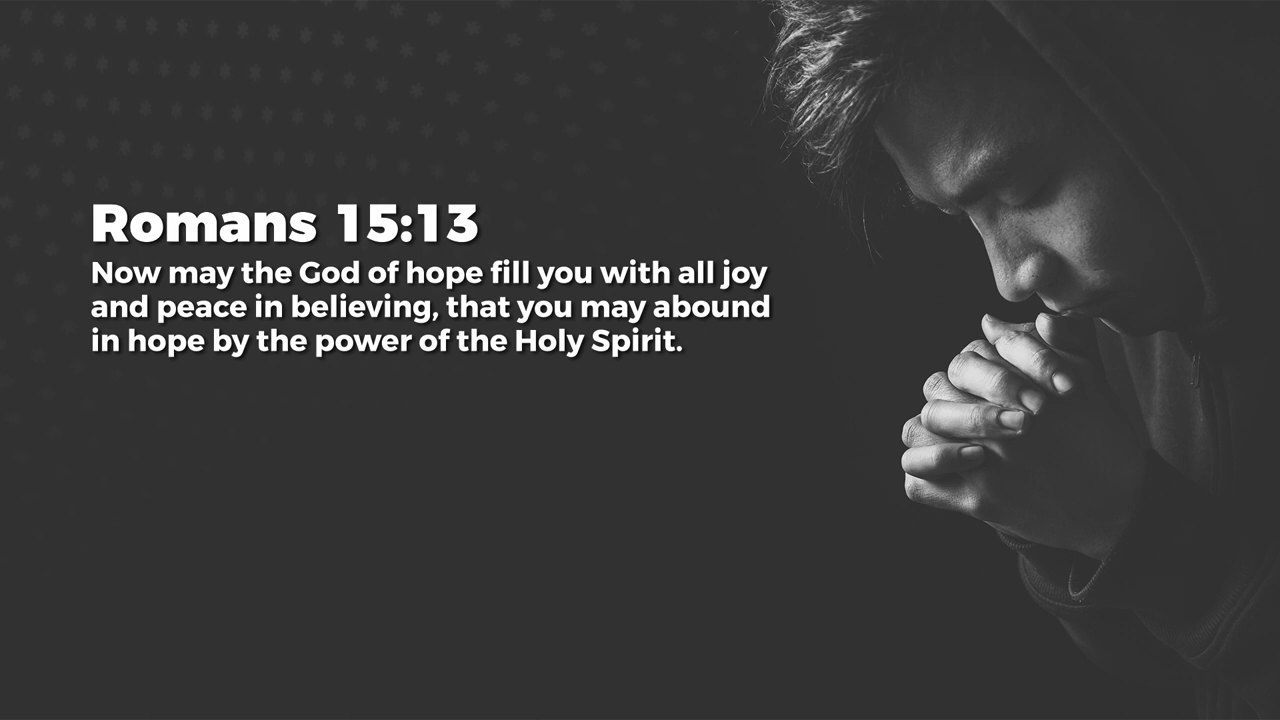 Romans 15:13
Now may the God of hope fill you with all joy
and peace in believing, that you may abound
in hope by the power of the Holy Spirit.